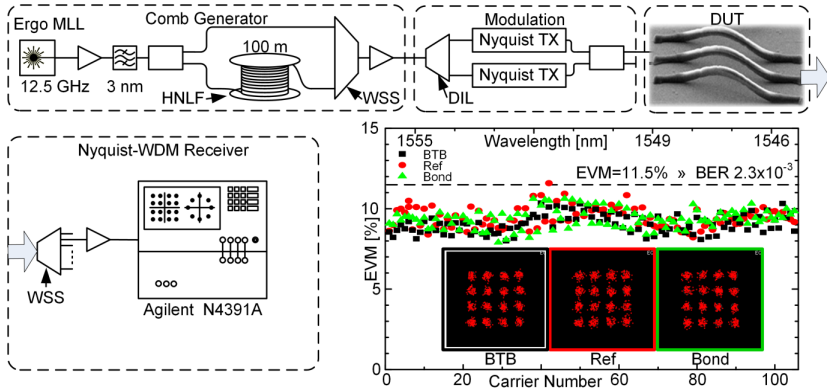 Ergo MLL
12.5 GHz
3 nm
Comb Generator
100 m
HNLF
WSS
Modulation
Nyquist TX
Nyquist TX
DIL
DUT
Nyquist-WDM Receiver
WSS
Agilent N4391A
15
10
5
0
EVM [%]
1555
Wavelength [nm]
1549
1546
BTB
Ref
Bond
EVM=11.5% » BER 2.3x10-3
BTB
Ref
Bond
0
20
40
60
80
100
Carrier Number